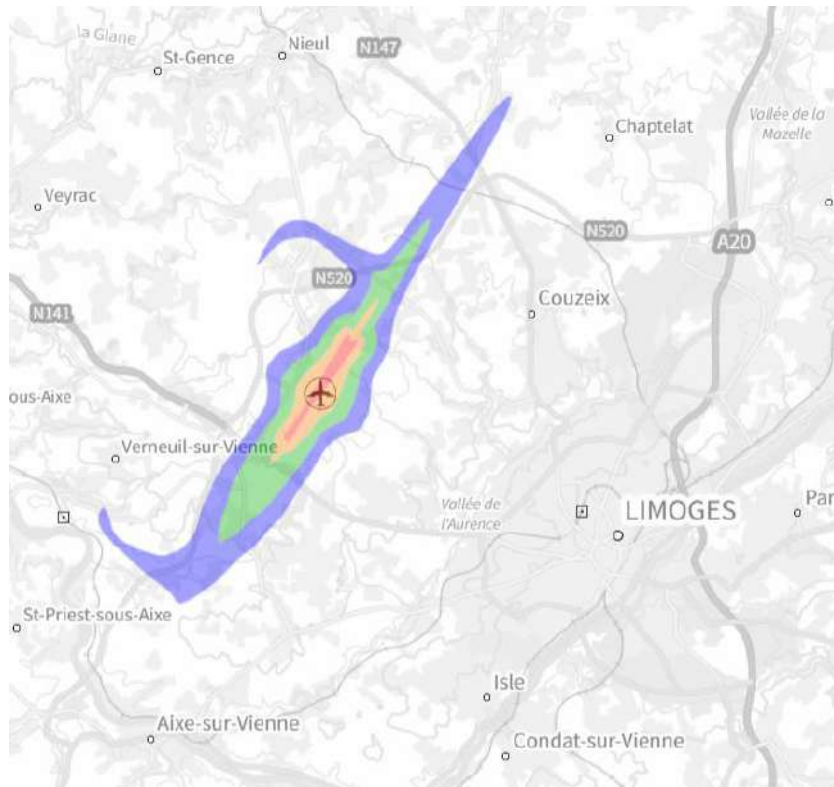 la Glane
Nieul
N147
St-Gence
Chaptelat
Vallée de la
Mazelle
Veyrac
N520
A20
N520
Couzeix
N141
ous-Aixe
Verneuil-sur-Vienne
Vallée de
l'Aurence
LIMOGES
Par
St-Priest-sous-Aixe
Isle
Aixe-sur-Vienne
Condat-sur-Vienne